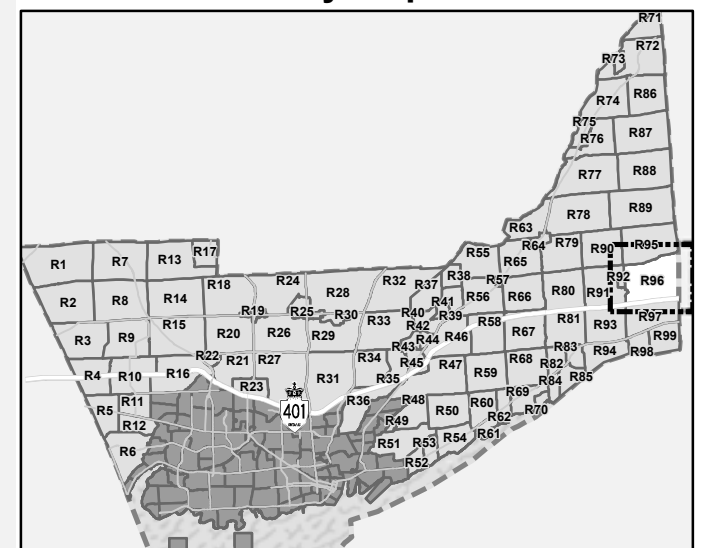 R71
R72
R73
R74 R86
R75
R76 R87
R77 R88
R78 R89
R63
R64 R79 R90 R95
R17
R1 R7 R13
R55 R65
R18 R24 R32 R37 R38 R57 R92 R96
R2 R8 R14 R28 R41 R56 R66 R80 R91
R19 R25 R30 R40 R39 R97
R15 R33 R42 R58 R81 R93
R3 R9 R20 R26 R29 R44 R46 R67 R99
R43 R83 R94 R98
R22 R21 R27 R34 R45 R47 R68 R82
R4 R10 R16 R31 R35 R59 R84 R85
R23 R69
R11 R36 R48 R60
R5 401 R50 R70
ONTARIO
R12 R49 R62
R6 R51 R53 R54 R61
R52